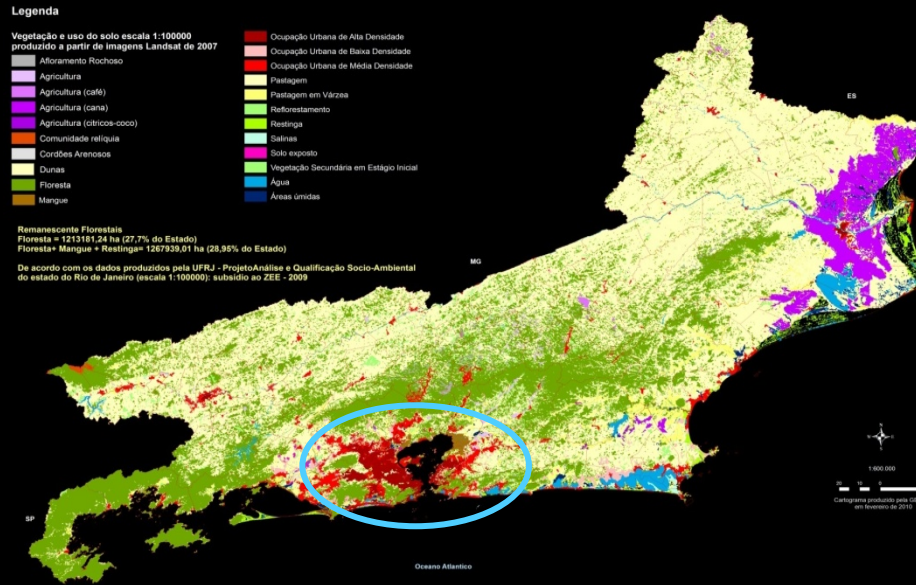 Legenda
Vegetação e uso do solo escala 1:100000
produzido a partir de imagens Landsat de 2007
Afloramento Rochoso
Agricultura
Agricultura (café)
Agricultura (cana)
Agricultura (citricos-coco)
Comunidade relíquia
Cordões Arenosos
Dunas
Floresta
Mangue
Ocupação Urbana de Alta Densidade
Ocupação Urbana de Baixa Densidade
Ocupação Urbana de Média Densidade
Pastagem
Pastagem em Várzea
Reflorestamento
Restinga
Salinas
Solo exposto
Vegetação Secundária em Estágio Inicial
Água
Áreas úmidas
Remanescente Florestais
Floresta = 1213181,24 ha (27,7% do Estado)
Floresta+ Mangue + Restinga= 1267939,01 ha (28,95% do Estado)
De acordo com os dados produzidos pela UFRJ - ProjetoAnálise e Qualificação Socio-Ambiental
do estado do Rio de Janeiro (escala 1:100000): subsídio ao ZEE - 2009
ES
MG
SP
N
1:600.000
20 10 0
Cartograma produzido pela
em fevereiro de 2010
Oceano Atlantico